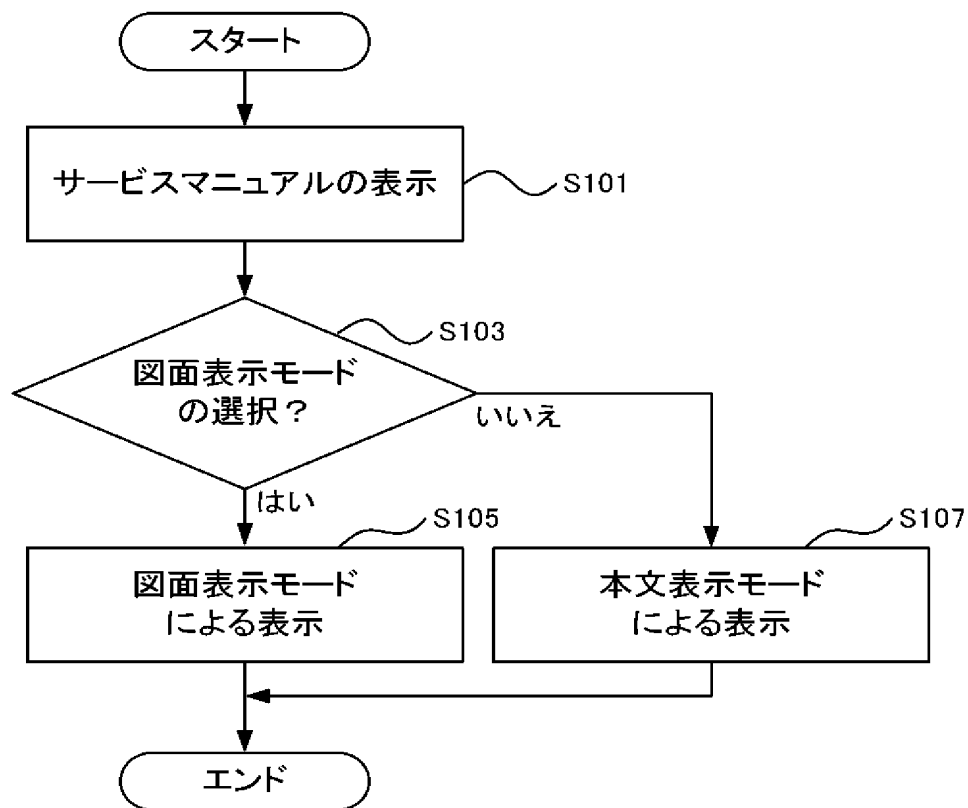 スタート
サービスマニュアルの表示
S101
S103
図面表示モード
の選択？
いいえ
はい
S105
S107
図面表示モード
による表示
本文表示モード
による表示
エンド